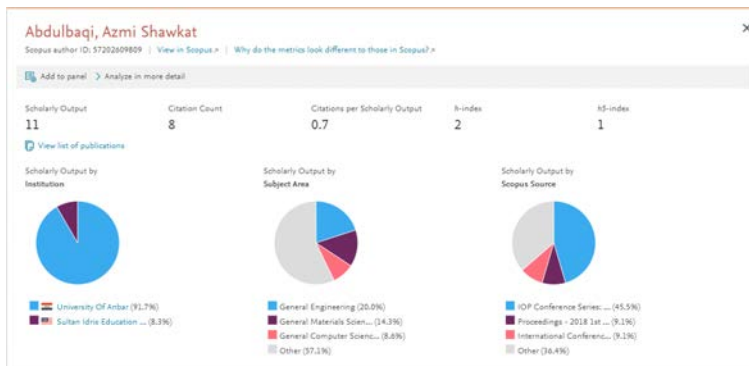 Abdulbaqi, Azmi Shawkat
Scopus author ID: 57202609809 | View in Scopus ↗ | Why do the metrics look different to those in Scopus? ↗
Add to panel > Analyze in more detail
Scholarly Output
11
Citation Count
8
Citations per Scholarly Output
0.7
h-index
2
h5-index
1
View list of publications
Scholarly Output by
Institution
University Of Anbar (91.7%)
Sultan Idris Education ... (8.3%)
Scholarly Output by
Subject Area
General Engineering (20.0%)
General Materials Scien... (14.3%)
General Computer Scienc... (8.6%)
Other (57.1%)
Scholarly Output by
Scopus Source
IOP Conference Series: ... (45.5%)
Proceedings - 2018 1st ... (9.1%)
International Conferenc... (9.1%)
Other (36.4%)